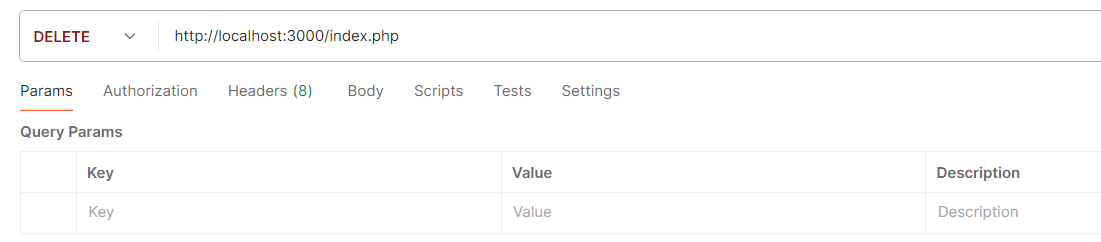 DELETE http://localhost:3000/index.php
Params Authorization Headers (8) Body Scripts Tests Settings
Query Params
Key Value Description
Key Value Description